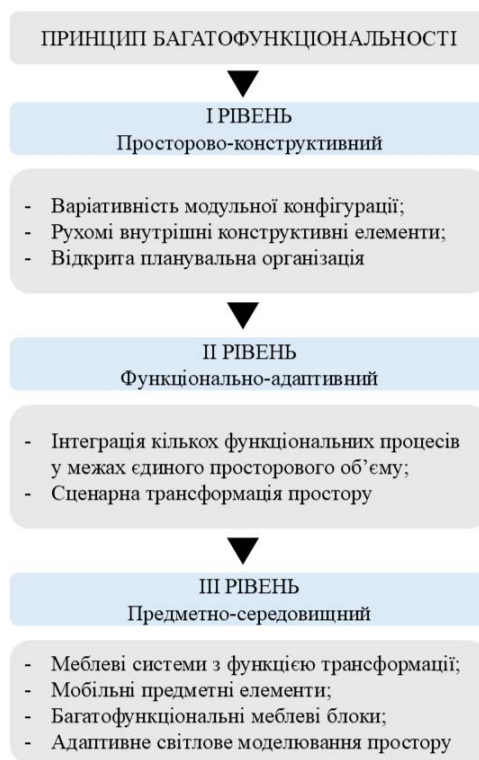 ПРИНЦИП БАГАТОФУНКЦІОНАЛЬНОСТІ
І РІВЕНЬ
Просторово-конструктивний
- Варіативність модульної конфігурації;
- Рухомі внутрішні конструктивні елементи;
- Відкрита планувальна організація
ІІ РІВЕНЬ
Функціонально-адаптивний
- Інтеграція кількох функціональних процесів
у межах єдиного просторового об’єму;
- Сценарна трансформація простору
ІІІ РІВЕНЬ
Предметно-середовищний
- Меблеві системи з функцією трансформації;
- Мобільні предметні елементи;
- Багатофункціональні меблеві блоки;
- Адаптивне світлове моделювання простору